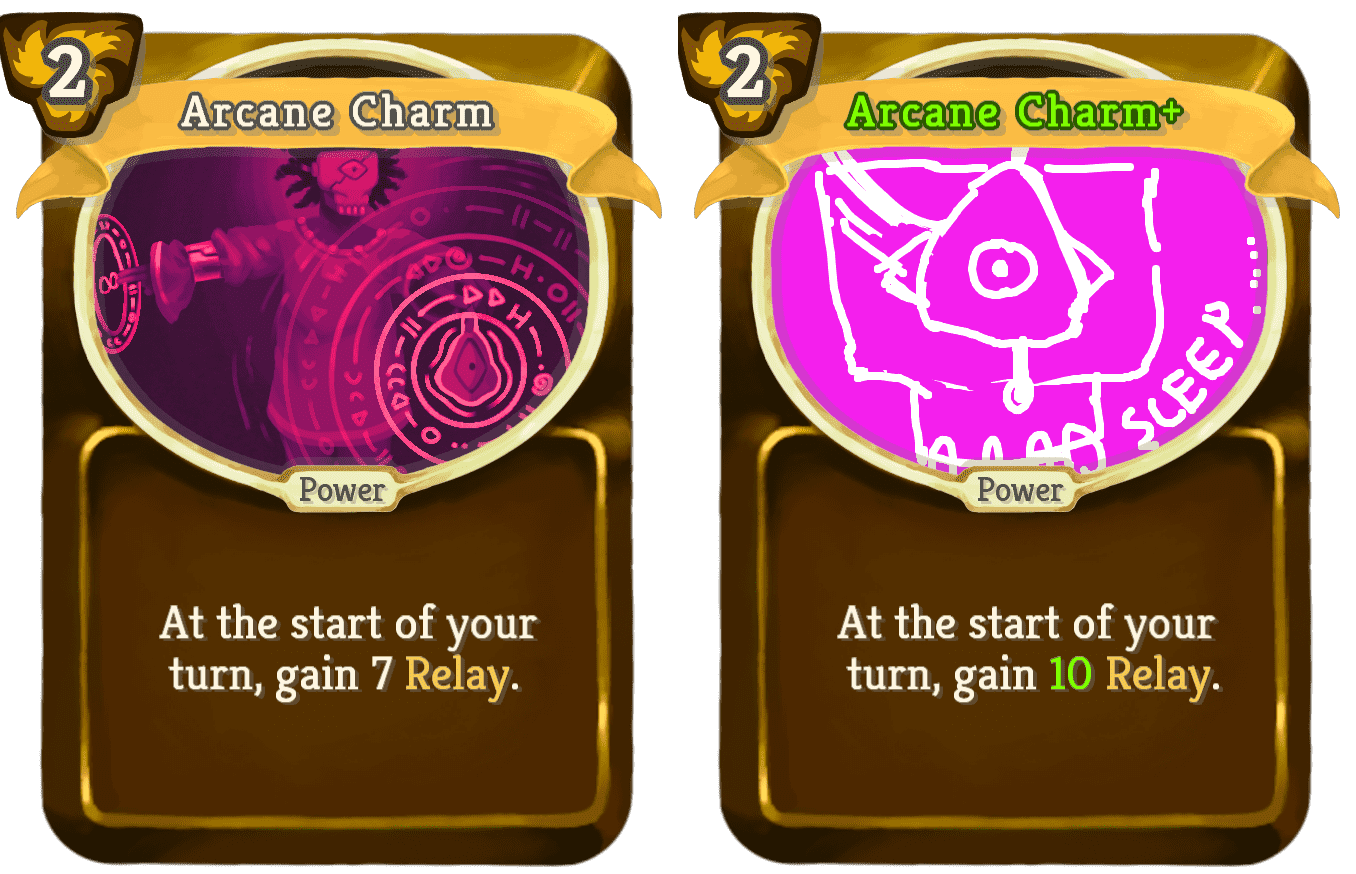 2
Arcane Charm
Power
At the start of your
turn, gain 7 Relay.
2
Arcane Charm+
SLEEP
Power
At the start of your
turn, gain 10 Relay.